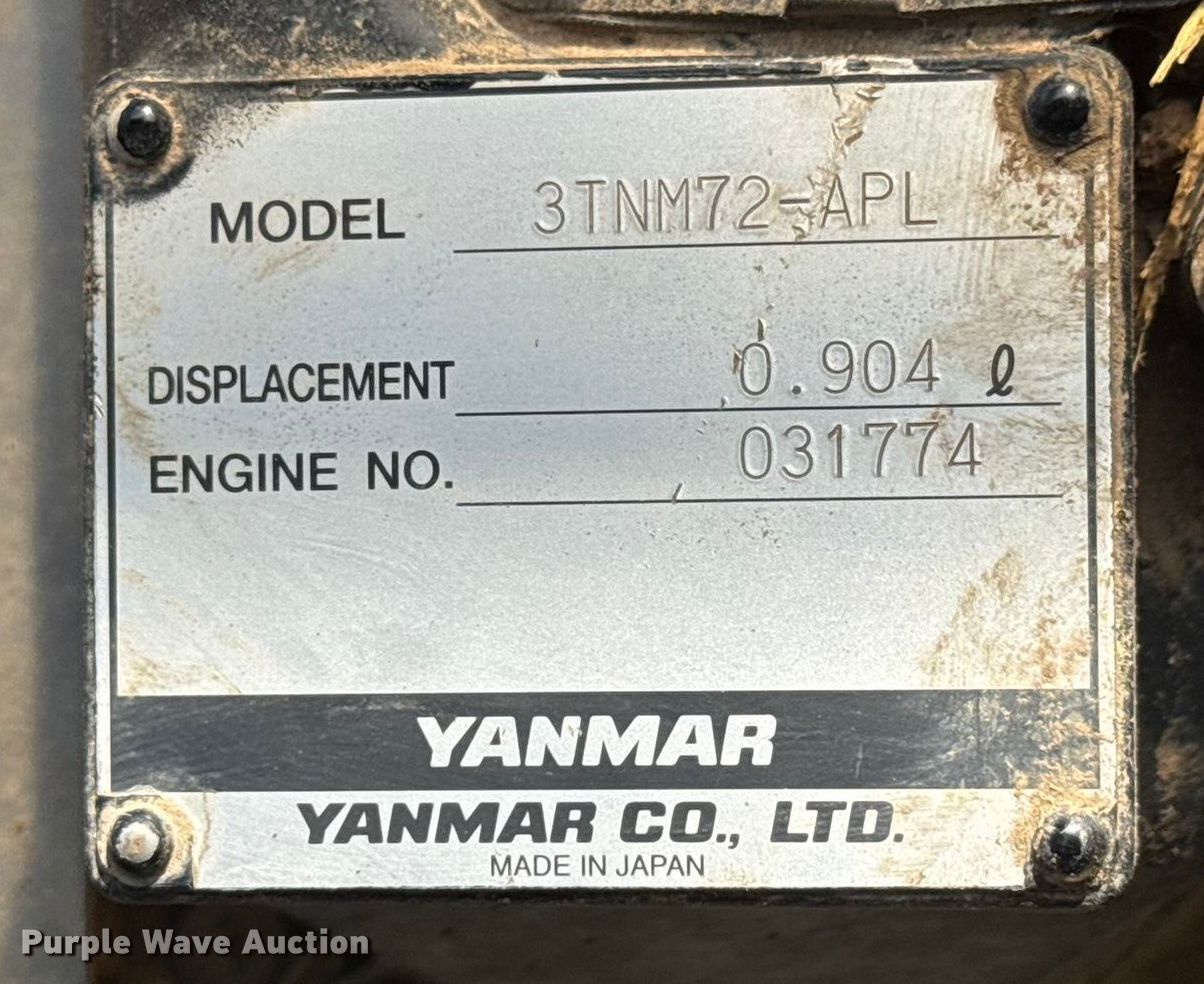 MODEL 3TNM72-APL
DISPLACEMENT 0.904 ℓ
ENGINE NO. 031774
YANMAR
YANMAR CO., LTD.
MADE IN JAPAN
Purple Wave Auction